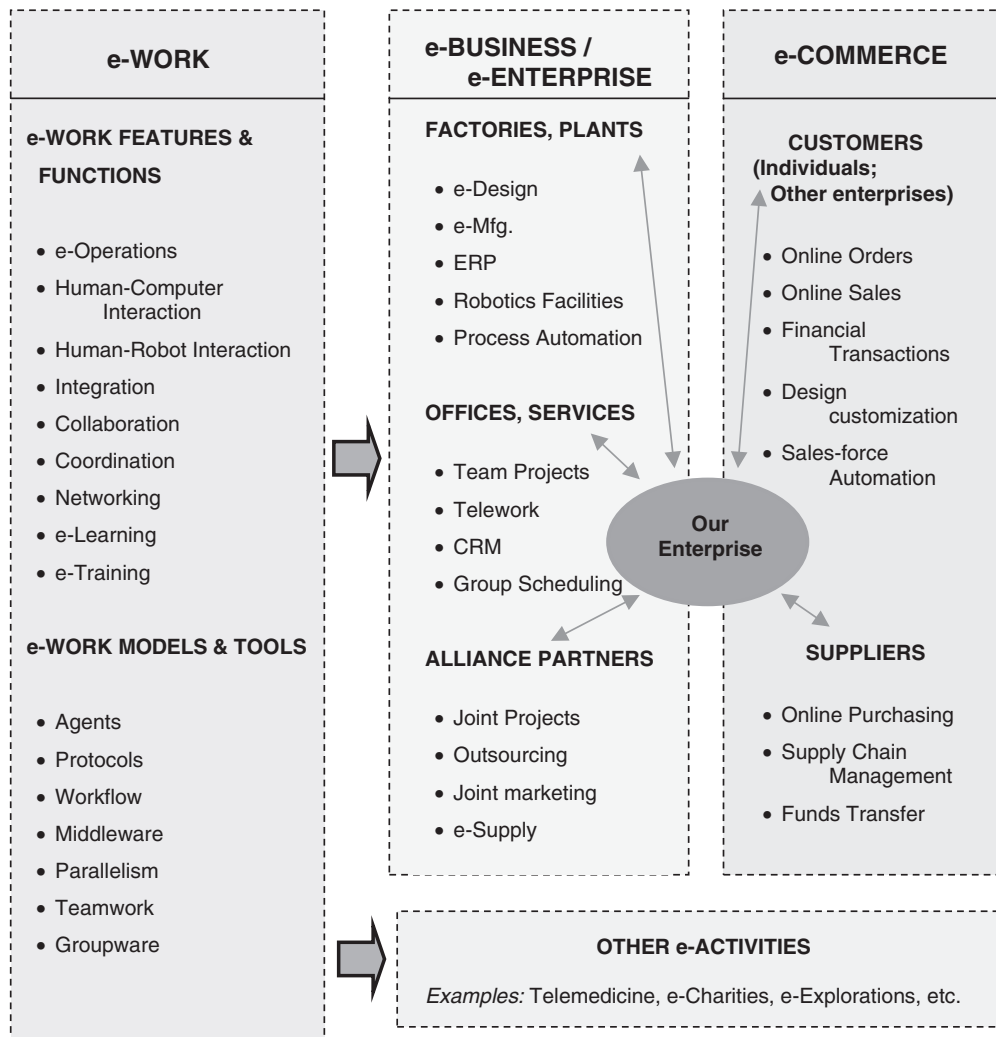 e-WORK
e-WORK FEATURES &
FUNCTIONS
• e-Operations
• Human-Computer
Interaction
• Human-Robot Interaction
• Integration
• Collaboration
• Coordination
• Networking
• e-Learning
• e-Training
e-WORK MODELS & TOOLS
• Agents
• Protocols
• Workflow
• Middleware
• Parallelism
• Teamwork
• Groupware
e-BUSINESS /
e-ENTERPRISE
FACTORIES, PLANTS
• e-Design
• e-Mfg.
• ERP
• Robotics Facilities
• Process Automation
OFFICES, SERVICES
• Team Projects
• Telework
• CRM
• Group Scheduling
ALLIANCE PARTNERS
• Joint Projects
• Outsourcing
• Joint marketing
• e-Supply
Our
Enterprise
e-COMMERCE
CUSTOMERS
(Individuals;
Other enterprises)
• Online Orders
• Online Sales
• Financial
Transactions
• Design
customization
• Sales-force
Automation
SUPPLIERS
• Online Purchasing
• Supply Chain
Management
• Funds Transfer
OTHER e-ACTIVITIES
Examples: Telemedicine, e-Charities, e-Explorations, etc.